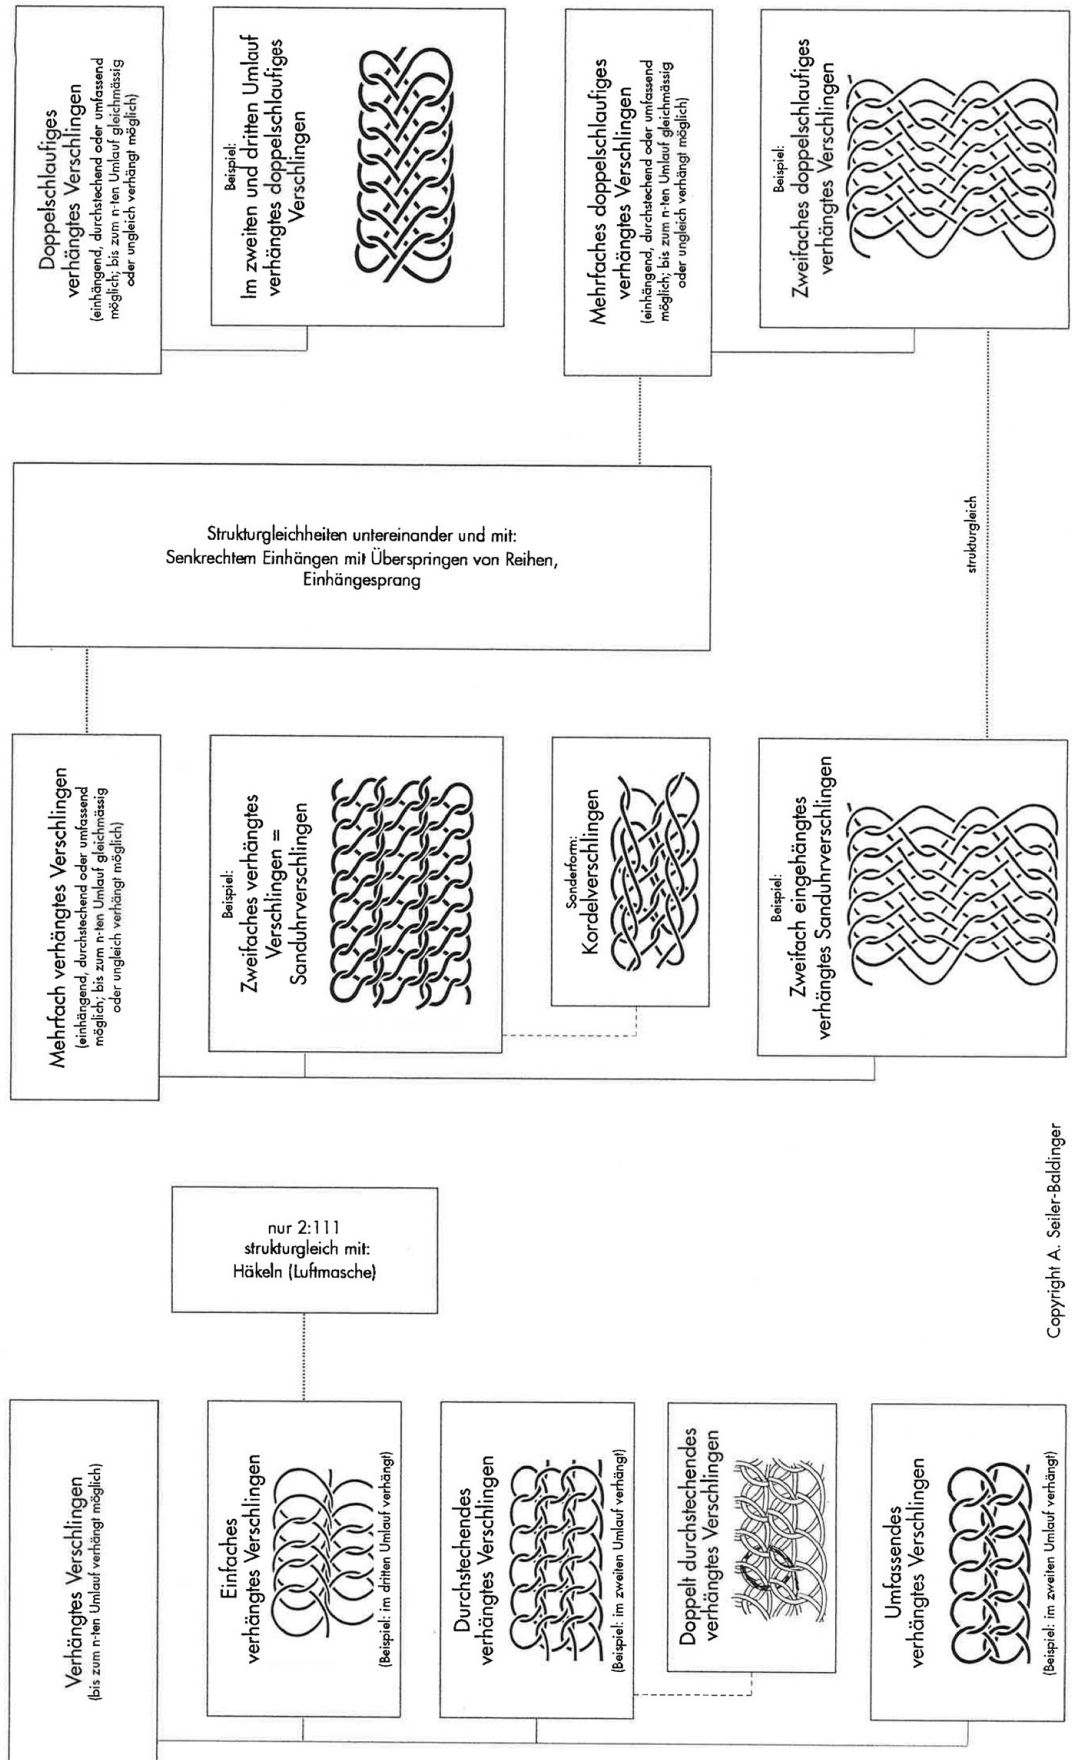 Verhängtes Verschlingen
(bis zum n-ten Umlauf verhängt möglich)
Einfaches
verhängtes Verschlingen
(Beispiel: im dritten Umlauf verhängt)
Durchstechendes
verhängtes Verschlingen
(Beispiel: im zweiten Umlauf verhängt)
Doppelt durchstechendes
verhängtes Verschlingen
Umfassendes
verhängtes Verschlingen
(Beispiel: im zweiten Umlauf verhängt)
nur 2:111
strukturgleich mit:
Häkeln (Luftmasche)
Mehrfach verhängtes Verschlingen
(einhängend, durchstechend oder umfassend
möglich; bis zum n-ten Umlauf gleichmässig
oder ungleich verhängt möglich)
Beispiel:
Zweifaches verhängtes
Verschlingen =
Sanduhrverschlingen
Sonderform:
Kordelverschlingen
Beispiel:
Zweifach eingehängtes
verhängtes Sanduhrverschlingen
Strukturgleichheiten untereinander und mit:
Senkrechtem Einhängen mit Überspringen von Reihen,
Einhängesprang
strukturgleich
Doppelschlaufiges
verhängtes Verschlingen
(einhängend, durchstechend oder umfassend
möglich; bis zum n-ten Umlauf gleichmässig
oder ungleich verhängt möglich)
Beispiel:
Im zweiten und dritten Umlauf
verhängtes doppelschlaufiges
Verschlingen
Mehrfaches doppelschlaufiges
verhängtes Verschlingen
(einhängend, durchstechend oder umfassend
möglich; bis zum n-ten Umlauf gleichmässig
oder ungleich verhängt möglich)
Beispiel:
Zweifaches doppelschlaufiges
verhängtes Verschlingen
Copyright A. Seiler-Baldinger